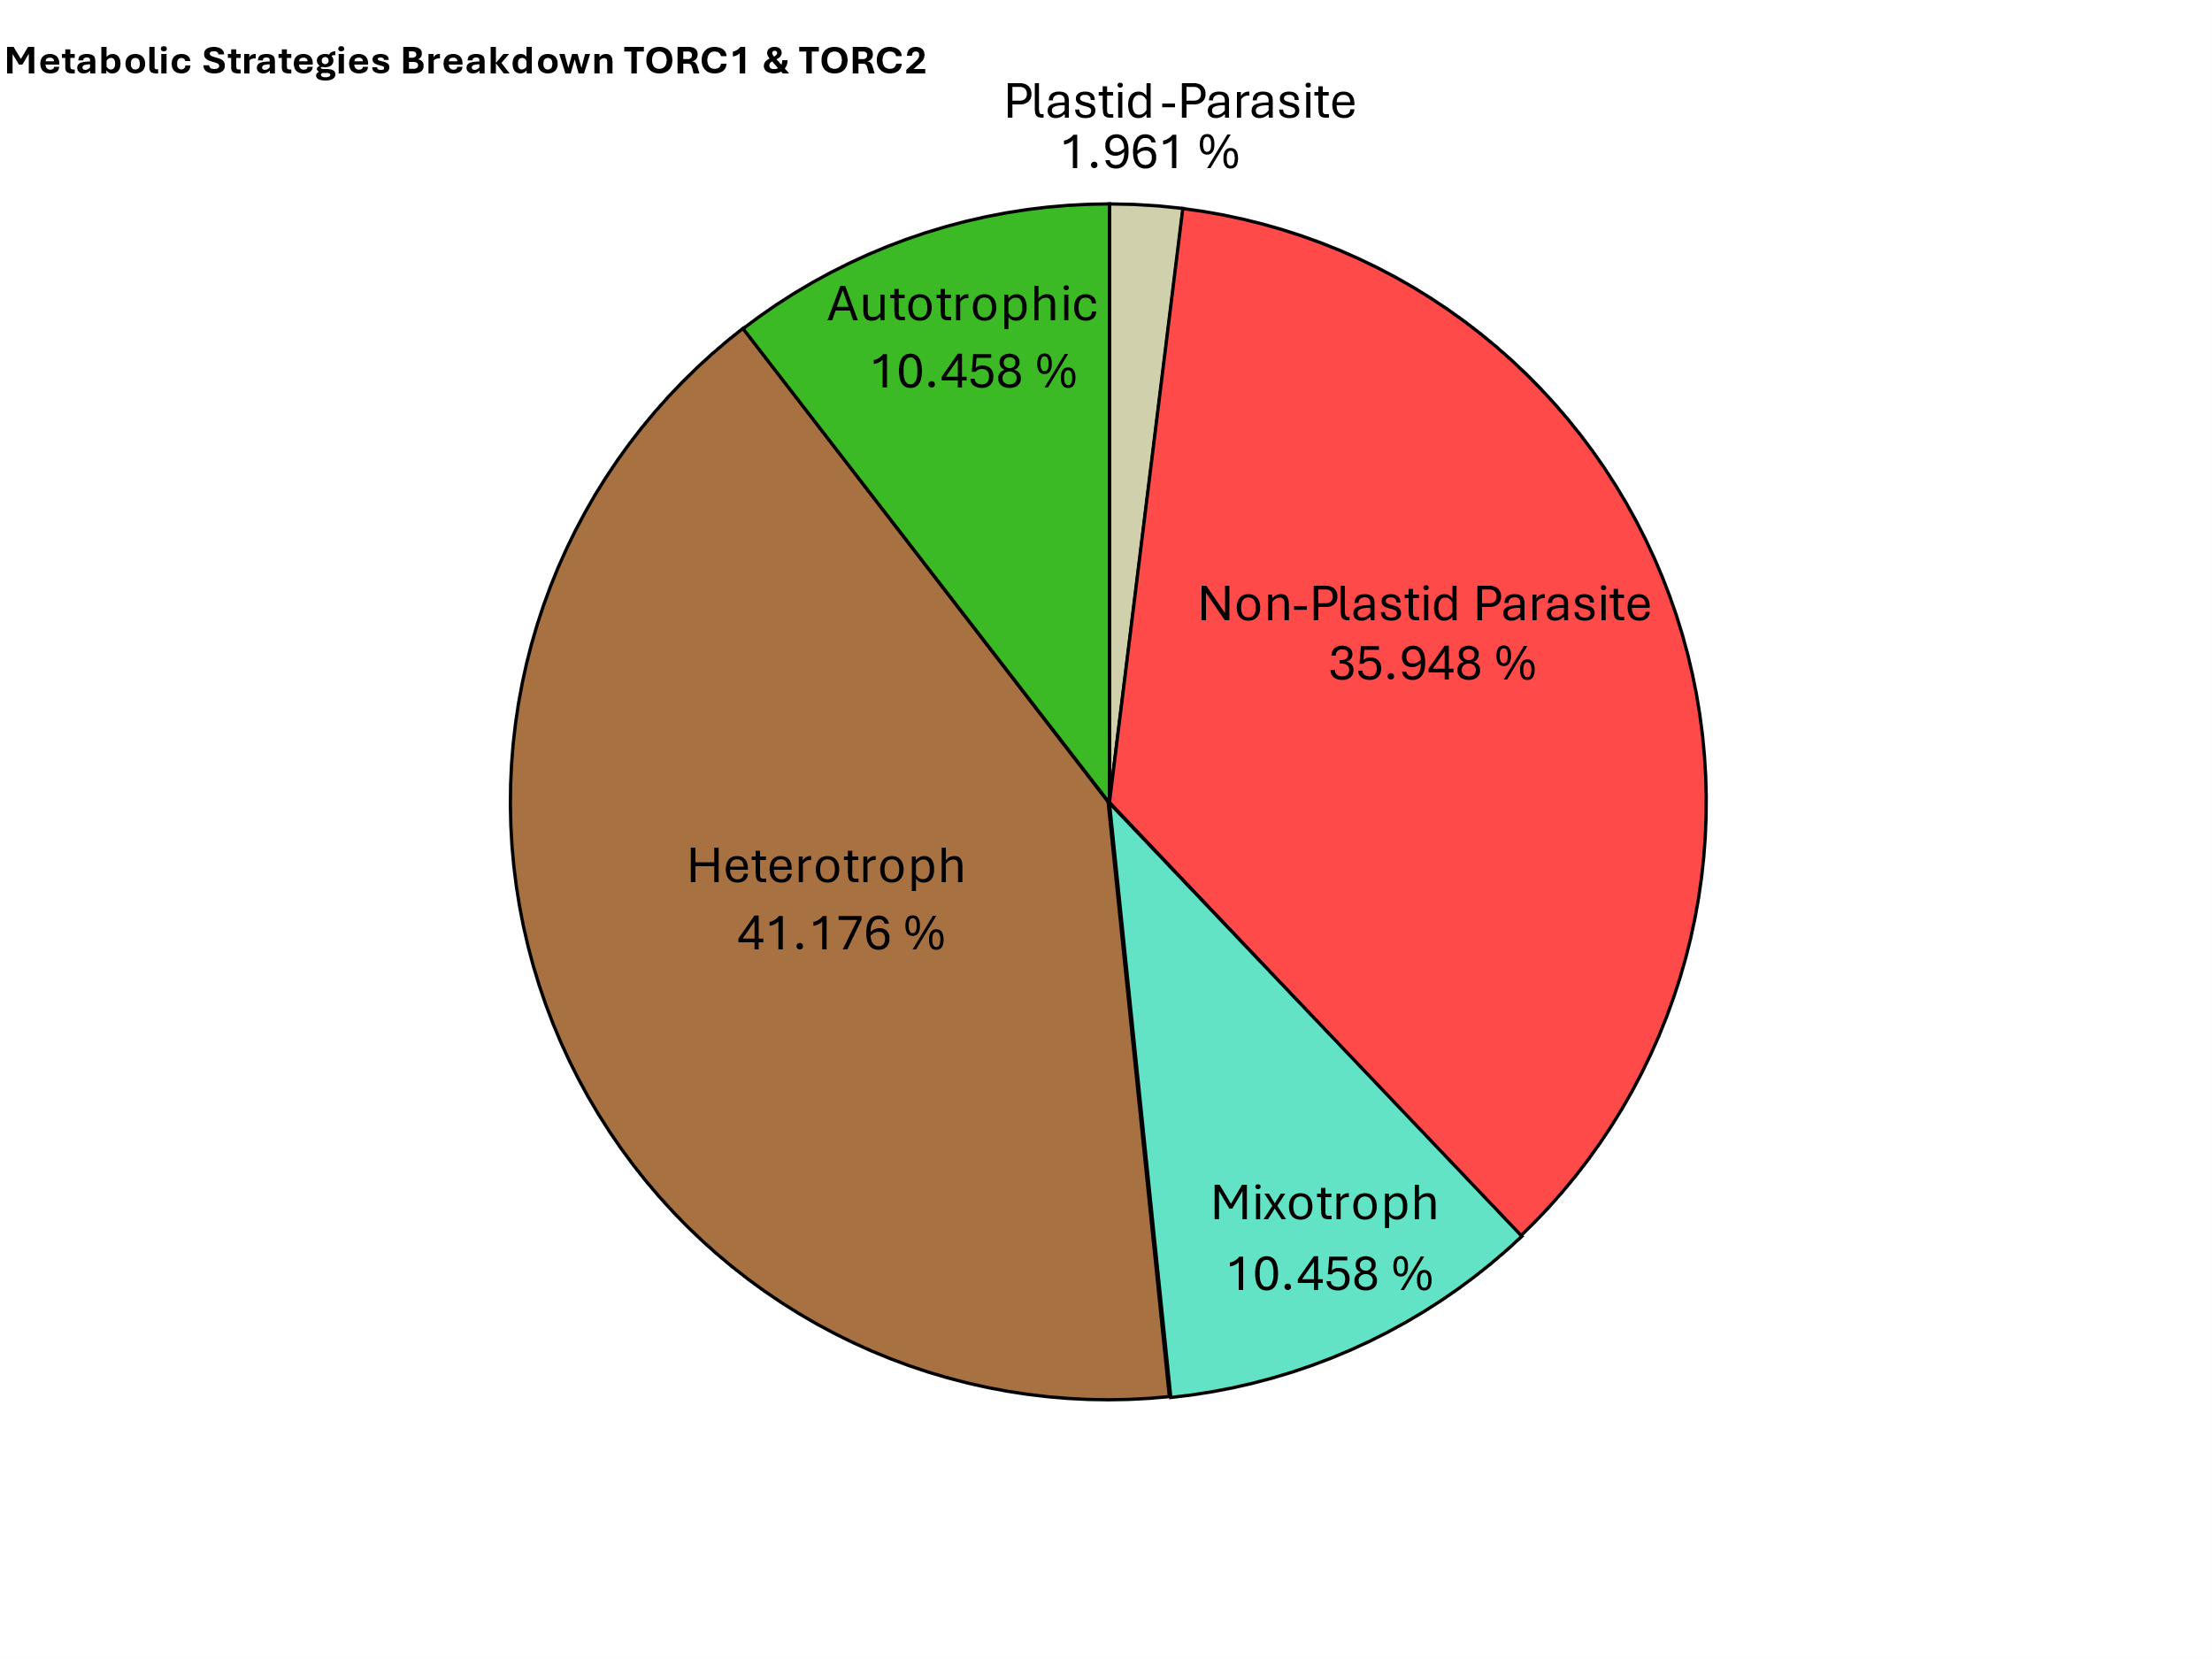 Metabolic Strategies Breakdown TORC1 & TORC2
Plastid-Parasite
1.961 %
Autotrophic
10.458 %
Non-Plastid Parasite
35.948 %
Heterotroph
41.176 %
Mixotroph
10.458 %